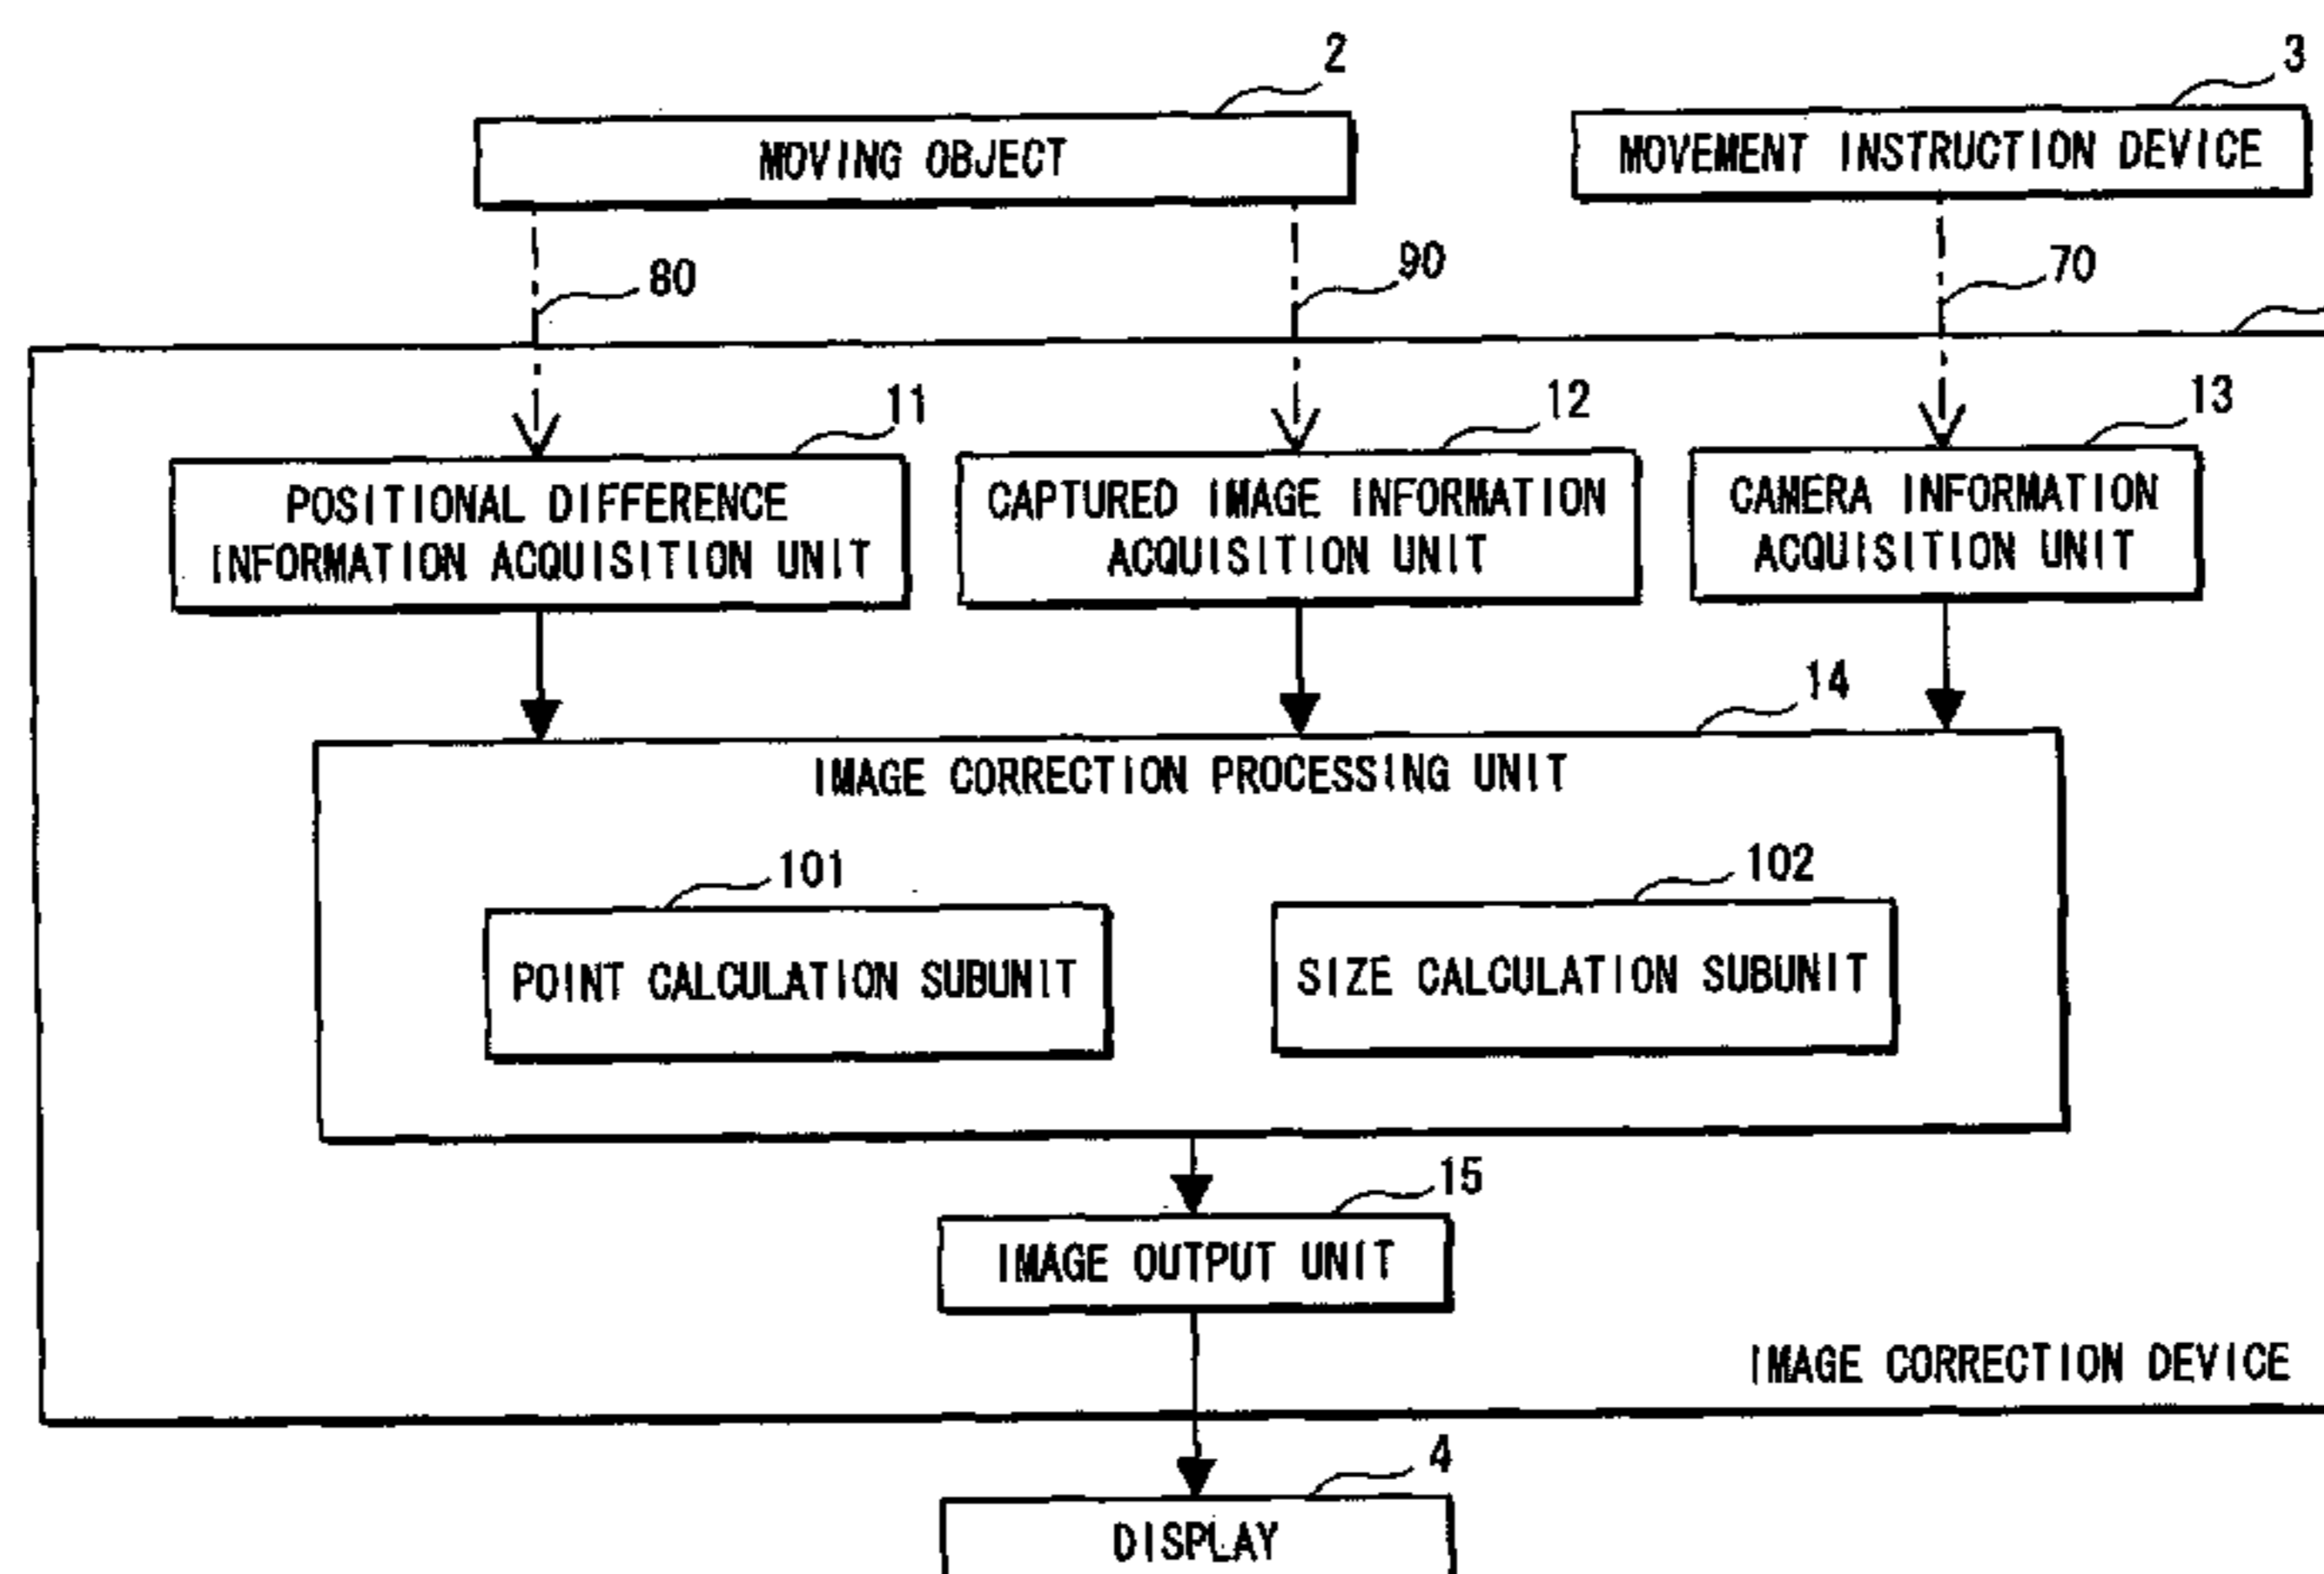 2
3
MOVING OBJECT
MOVEMENT INSTRUCTION DEVICE
80
90
70
11
12
13
POSITIONAL DIFFERENCE
INFORMATION ACQUISITION UNIT
CAPTURED IMAGE INFORMATION
ACQUISITION UNIT
CAMERA INFORMATION
ACQUISITION UNIT
14
IMAGE CORRECTION PROCESSING UNIT
101
102
POINT CALCULATION SUBUNIT
SIZE CALCULATION SUBUNIT
15
IMAGE OUTPUT UNIT
IMAGE CORRECTION DEVICE
4
DISPLAY